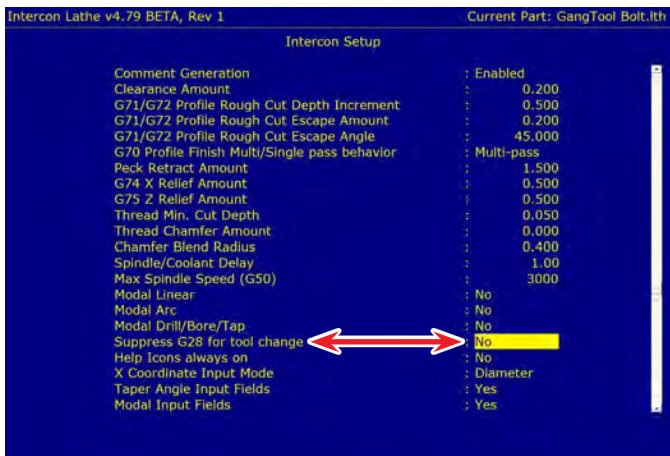 Intercon Lathe v4.79 BETA, Rev 1 Current Part: GangTool Bolt.lth
Intercon Setup
Comment Generation : Enabled
Clearance Amount : 0.200
G71/G72 Profile Rough Cut Depth Increment : 0.500
G71/G72 Profile Rough Cut Escape Amount : 0.200
G71/G72 Profile Rough Cut Escape Angle : 45.000
G70 Profile Finish Multi/Single pass behavior : Multi-pass
Peck Retract Amount : 1.500
G74 X Relief Amount : 0.500
G75 Z Relief Amount : 0.500
Thread Min. Cut Depth : 0.050
Thread Chamfer Amount : 0.000
Chamfer Blend Radius : 0.400
Spindle/Coolant Delay : 1.00
Max Spindle Speed (G50) : 3000
Modal Linear : No
Modal Arc : No
Modal Drill/Bore/Tap : No
Suppress G28 for tool change : No
Help Icons always on : No
X Coordinate Input Mode : Diameter
Taper Angle Input Fields : Yes
Modal Input Fields : Yes